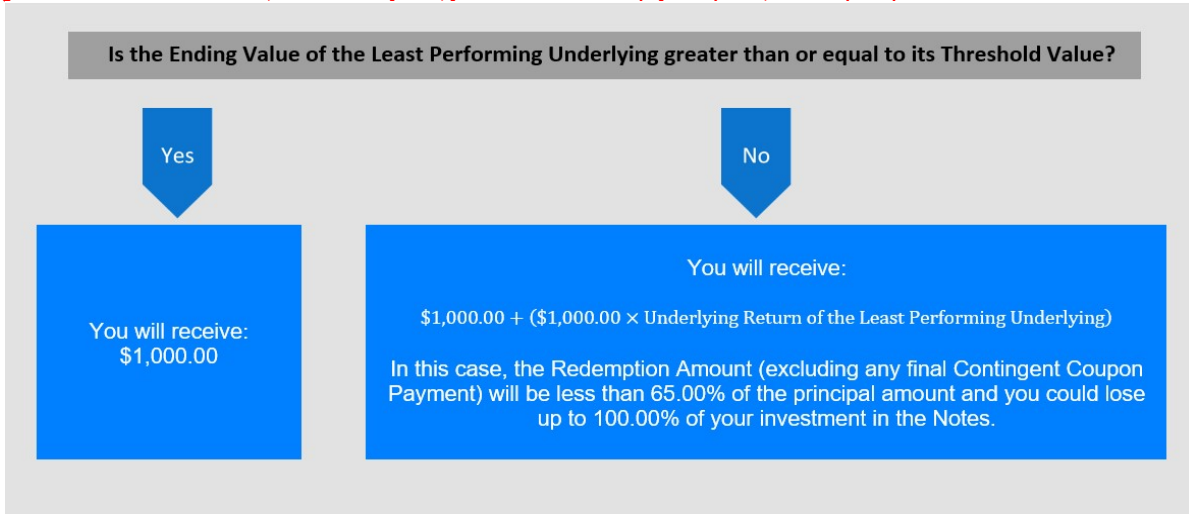 Is the Ending Value of the Least Performing Underlying greater than or equal to its Threshold Value?
Yes
No
You will receive:
$1,000.00
You will receive:
$1,000.00 + ($1,000.00 × Underlying Return of the Least Performing Underlying)
In this case, the Redemption Amount (excluding any final Contingent Coupon
Payment) will be less than 65.00% of the principal amount and you could lose
up to 100.00% of your investment in the Notes.